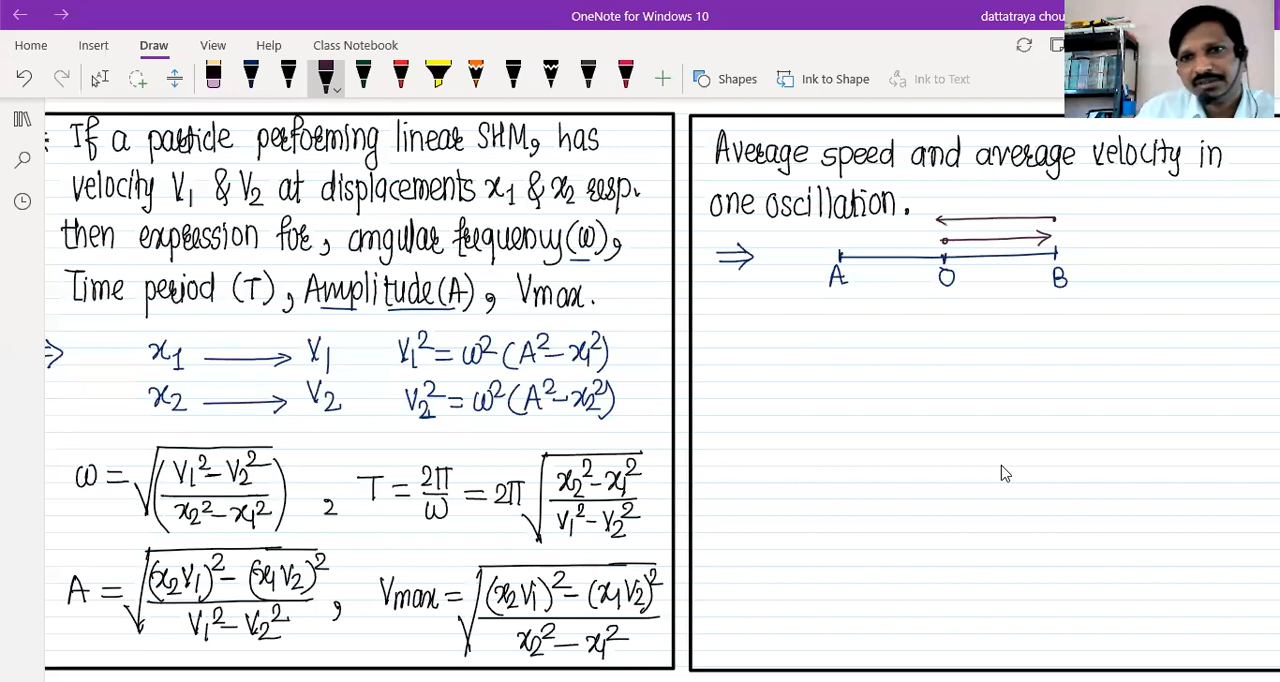 OneNote for Windows 10
dattatraya chou
Home Insert Draw View Help Class Notebook
Shapes Ink to Shape Ink to Text
If a particle performing linear SHM, has
velocity V1 & V2 at displacements x1 & x2 resp.
then expression for, angular frequency (ω),
Time period (T), Amplitude (A), Vmax.
⇒ x1 ⟶ V1 V1² = ω² (A² − x1²)
x2 ⟶ V2 V2² = ω² (A² − x2²)
ω = √((V1² − V2²)/(x2² − x1²)), T = 2π/ω = 2π √((x2² − x1²)/(V1² − V2²))
A = √(((x2V1)² − (x1V2)²)/(V1² − V2²)), Vmax = √(((x2V1)² − (x1V2)²)/(x2² − x1²))
Average speed and average velocity in
one oscillation.
⇒ A O B